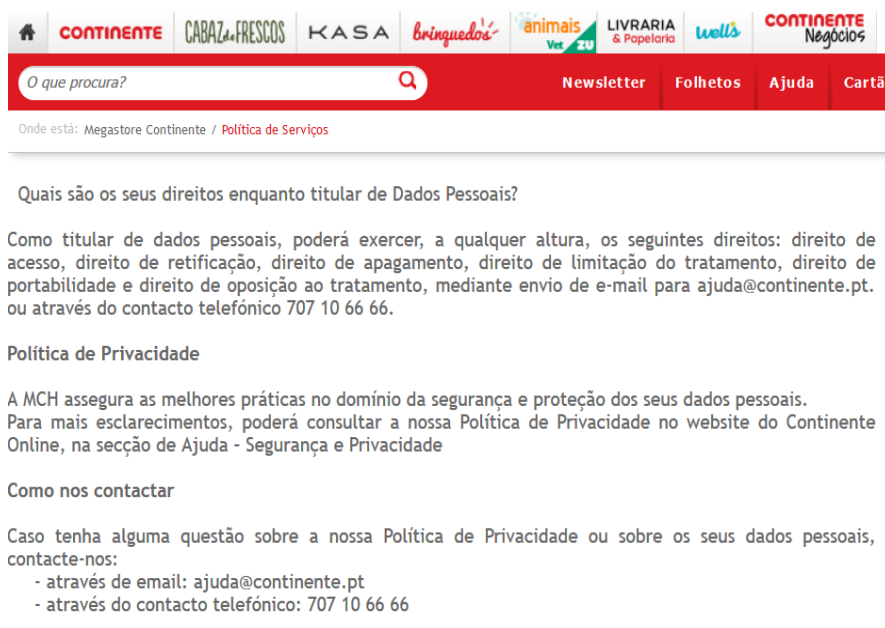 CONTINENTE CABAZ de FRESCOS KASA brinquedos animais Vet ZU LIVRARIA & Papelaria well's CONTINENTE Negócios
O que procura? Newsletter Folhetos Ajuda Cartã
Onde está: Megastore Continente / Política de Serviços
Quais são os seus direitos enquanto titular de Dados Pessoais?
Como titular de dados pessoais, poderá exercer, a qualquer altura, os seguintes direitos: direito de
acesso, direito de retificação, direito de apagamento, direito de limitação do tratamento, direito de
portabilidade e direito de oposição ao tratamento, mediante envio de e-mail para ajuda@continente.pt.
ou através do contacto telefónico 707 10 66 66.
Política de Privacidade
A MCH assegura as melhores práticas no domínio da segurança e proteção dos seus dados pessoais.
Para mais esclarecimentos, poderá consultar a nossa Política de Privacidade no website do Continente
Online, na secção de Ajuda - Segurança e Privacidade
Como nos contactar
Caso tenha alguma questão sobre a nossa Política de Privacidade ou sobre os seus dados pessoais,
contacte-nos:
- através de email: ajuda@continente.pt
- através do contacto telefónico: 707 10 66 66